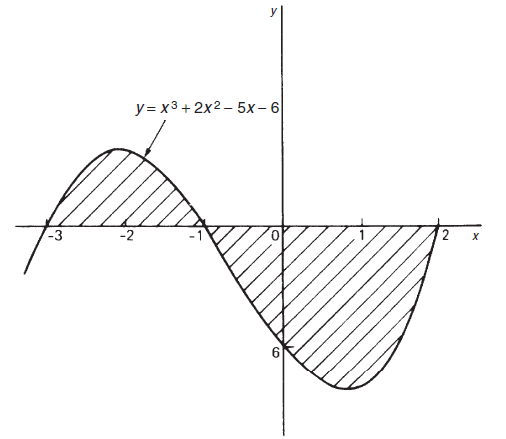 y
y = x³ + 2x² – 5x – 6
-3 -2 -1 0 1 2 x
6